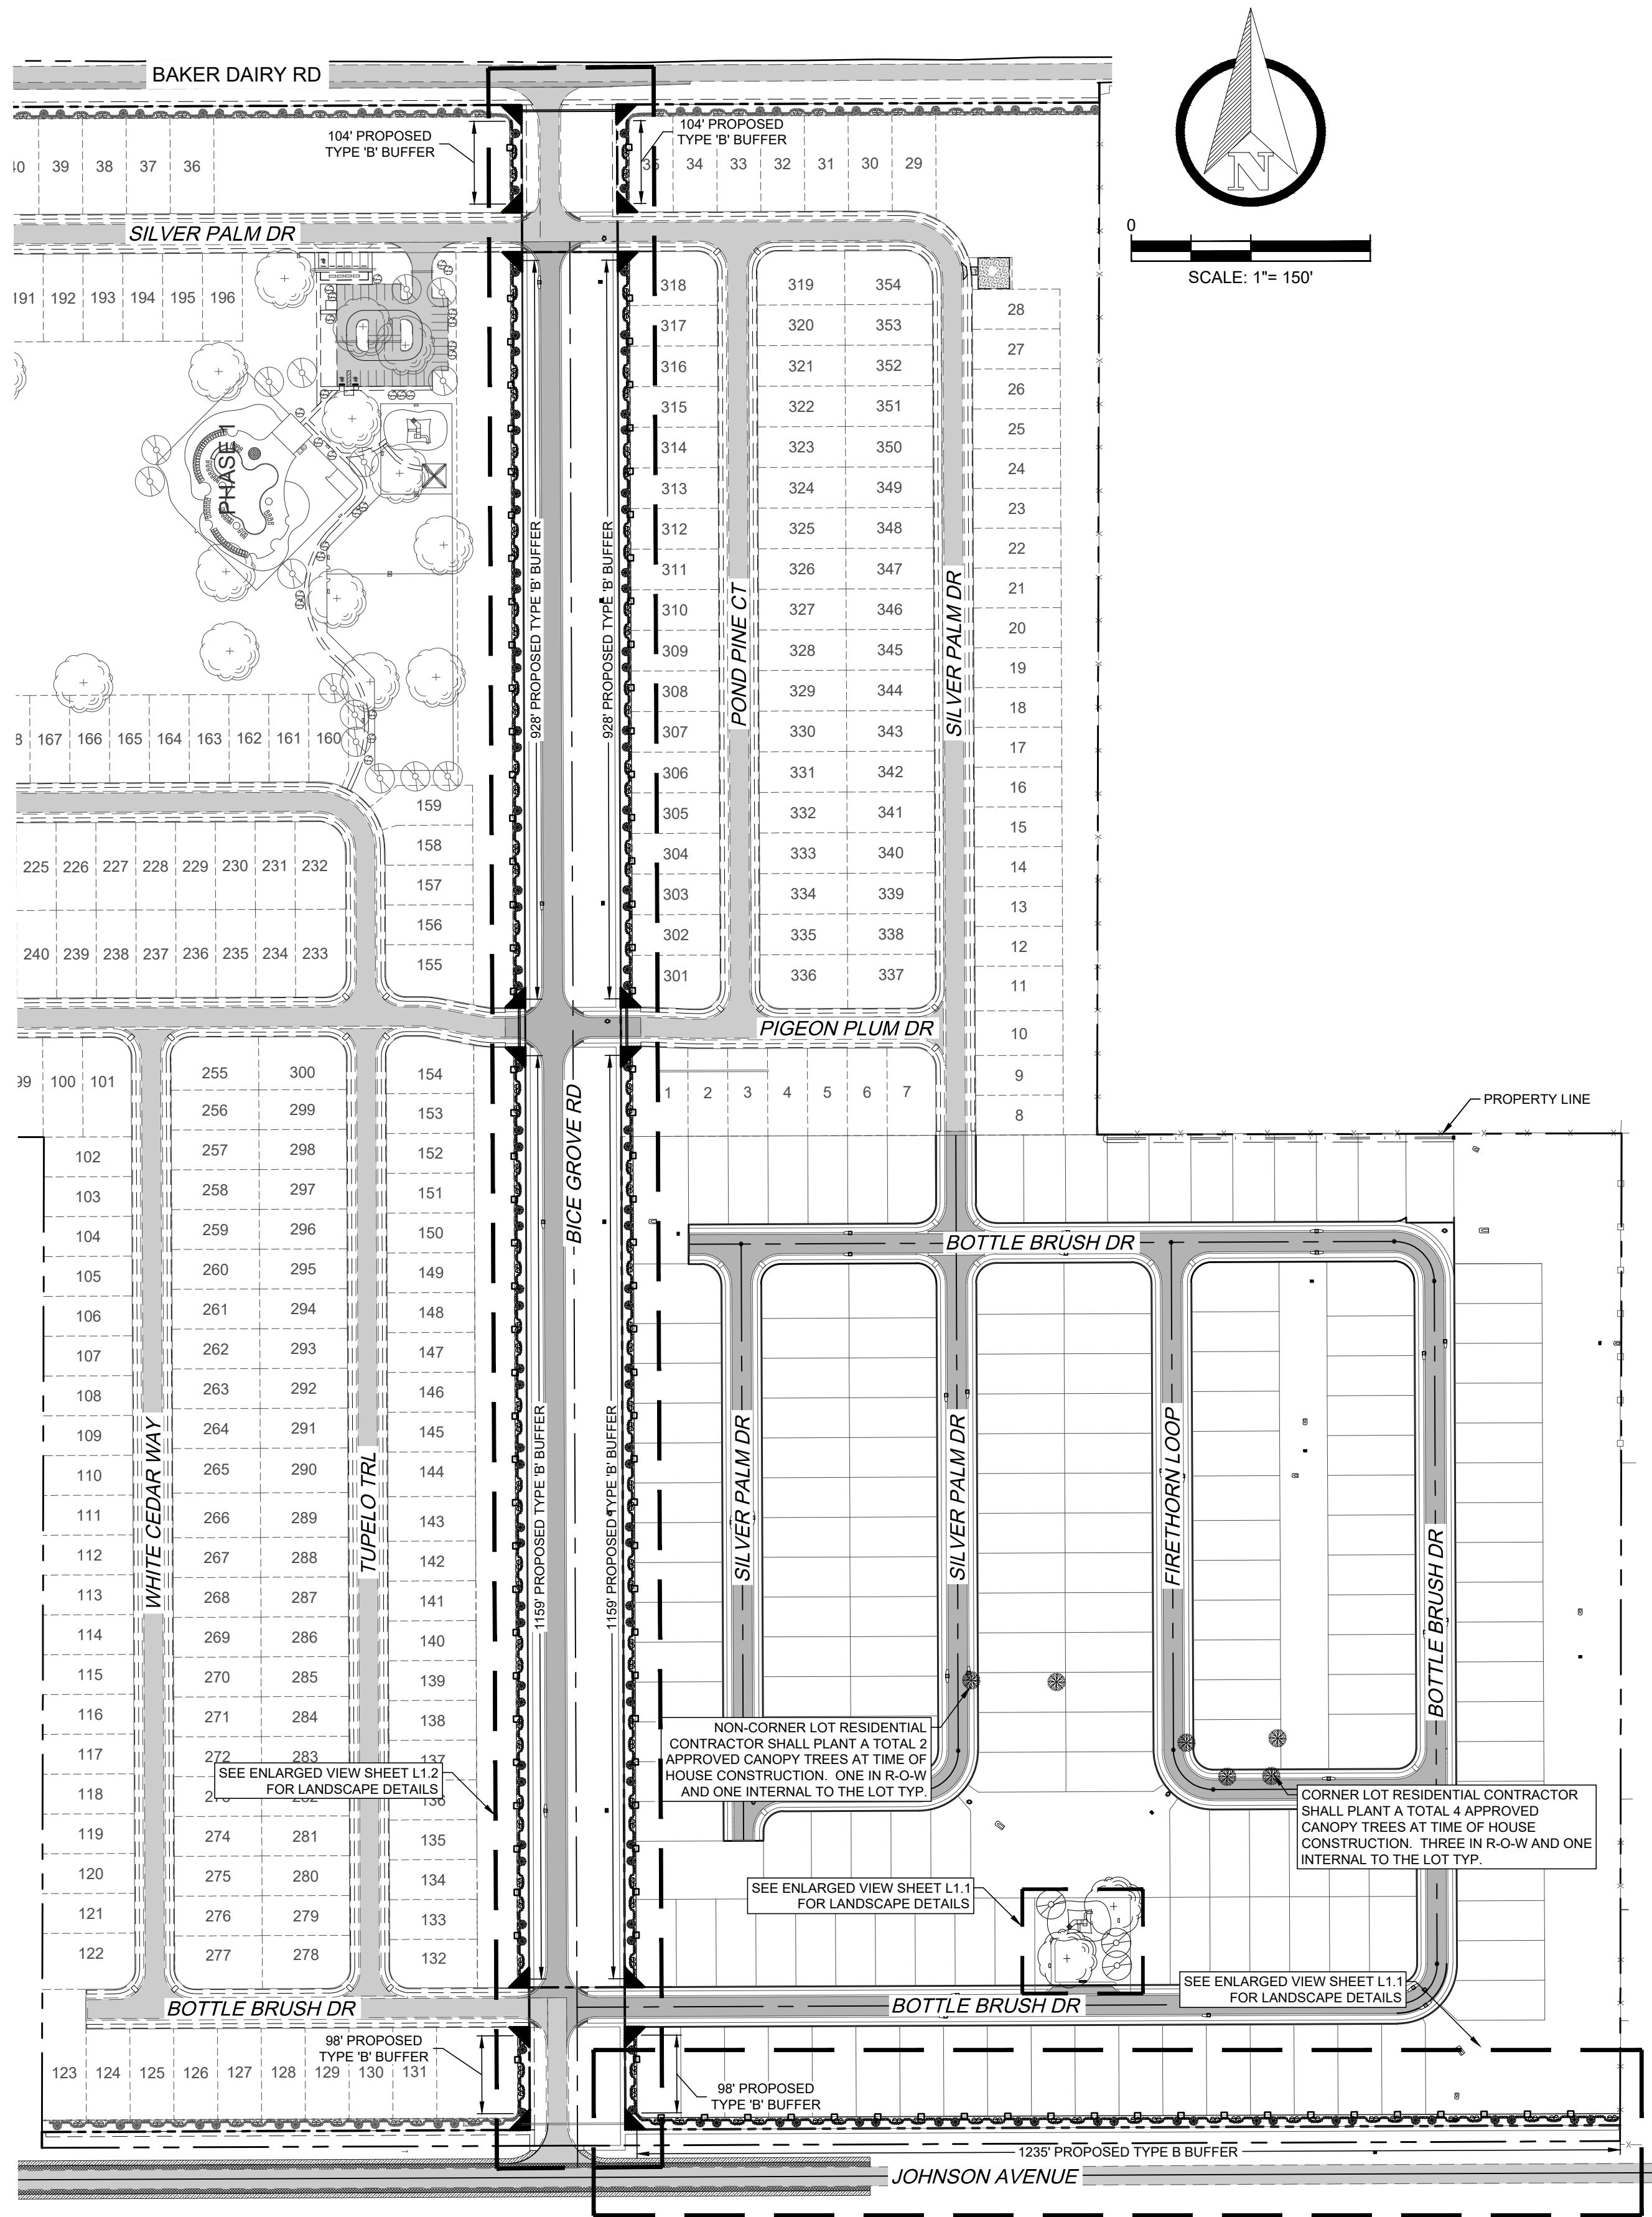 BAKER DAIRY RD
N
0
SCALE: 1"= 150'
104' PROPOSED
TYPE 'B' BUFFER
104' PROPOSED
TYPE 'B' BUFFER
39 38 37 36
35 34 33 32 31 30 29
SILVER PALM DR
191 192 193 194 195 196
PHASE 1
928' PROPOSED TYPE 'B' BUFFER
928' PROPOSED TYPE 'B' BUFFER
318 319 354
317 320 353
316 321 352
315 322 351
314 323 350
313 324 349
312 325 348
311 326 347
310 327 346
309 328 345
308 329 344
307 330 343
306 331 342
305 332 341
304 333 340
303 334 339
302 335 338
301 336 337
POND PINE CT
SILVER PALM DR
28
27
26
25
24
23
22
21
20
19
18
17
16
15
14
13
12
11
10
9
8
167 166 165 164 163 162 161 160
159
158
157
156
155
225 226 227 228 229 230 231 232
240 239 238 237 236 235 234 233
PIGEON PLUM DR
1 2 3 4 5 6 7
PROPERTY LINE
99 100 101
102
103
104
105
106
107
108
109
110
111
112
113
114
115
116
117
118
119
120
121
122
WHITE CEDAR WAY
255 300
256 299
257 298
258 297
259 296
260 295
261 294
262 293
263 292
264 291
265 290
266 289
267 288
268 287
269 286
270 285
271 284
272 283
274 281
275 280
276 279
277 278
TUPELO TRL
154
153
152
151
150
149
148
147
146
145
144
143
142
141
140
139
138
137
136
135
134
133
132
BICE GROVE RD
1159' PROPOSED TYPE 'B' BUFFER
1159' PROPOSED TYPE 'B' BUFFER
BOTTLE BRUSH DR
SILVER PALM DR
SILVER PALM DR
FIRETHORN LOOP
BOTTLE BRUSH DR
NON-CORNER LOT RESIDENTIAL
CONTRACTOR SHALL PLANT A TOTAL 2
APPROVED CANOPY TREES AT TIME OF
HOUSE CONSTRUCTION. ONE IN R-O-W
AND ONE INTERNAL TO THE LOT TYP.
SEE ENLARGED VIEW SHEET L1.2
FOR LANDSCAPE DETAILS
CORNER LOT RESIDENTIAL CONTRACTOR
SHALL PLANT A TOTAL 4 APPROVED
CANOPY TREES AT TIME OF HOUSE
CONSTRUCTION. THREE IN R-O-W AND ONE
INTERNAL TO THE LOT TYP.
SEE ENLARGED VIEW SHEET L1.1
FOR LANDSCAPE DETAILS
SEE ENLARGED VIEW SHEET L1.1
FOR LANDSCAPE DETAILS
BOTTLE BRUSH DR
BOTTLE BRUSH DR
98' PROPOSED
TYPE 'B' BUFFER
123 124 125 126 127 128 129 130 131
98' PROPOSED
TYPE 'B' BUFFER
1235' PROPOSED TYPE B BUFFER
JOHNSON AVENUE